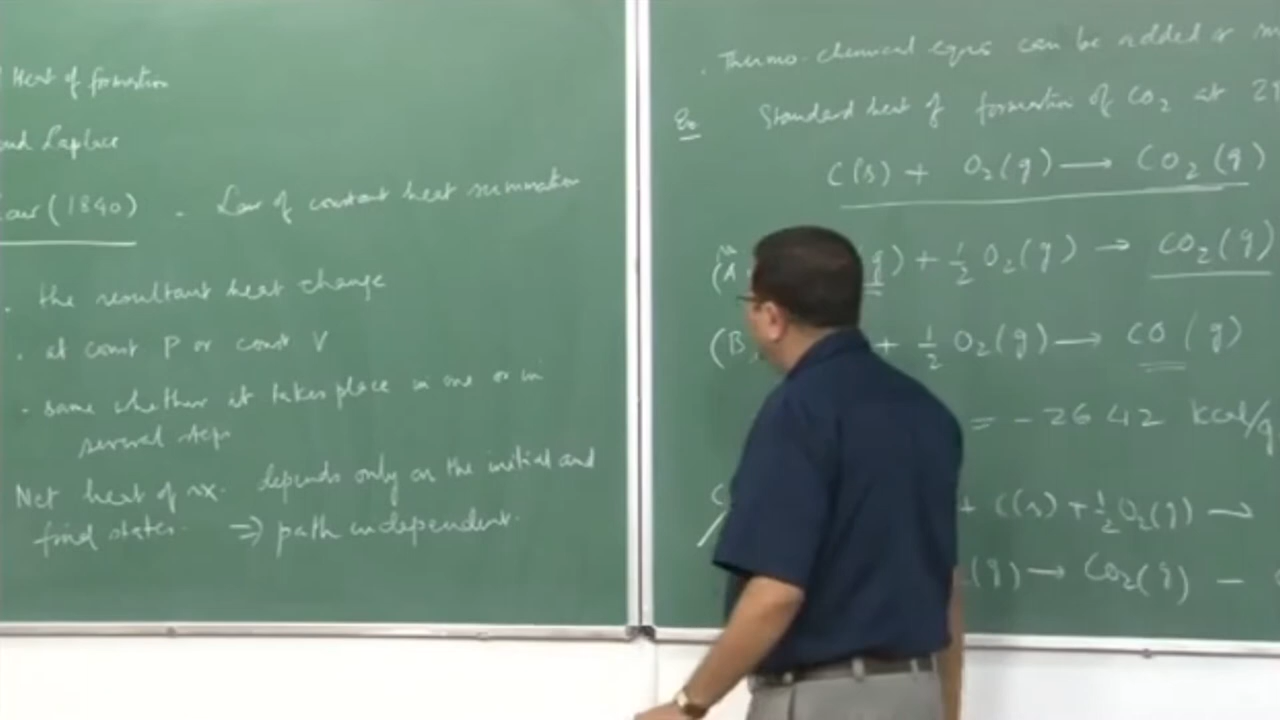 Heat of formation
and Laplace
Law (1840) - Law of constant heat summation
. the resultant heat change
. at const P or const V
. same whether it takes place in one or in
several steps
Net heat of rx. depends only on the initial and
final states. ⇒ path independent.
. Thermo-chemical eqns can be added or
Ex Standard heat of formation of CO₂ at 29
C(s) + O₂(g) → CO₂(g)
(A g) + ½ O₂(g) → CO₂(g)
(B + ½ O₂(g) → CO(g)
= - 26 42 kcal/g
+ C(s) + ½ O₂(g) →
(g) → CO₂(g) -